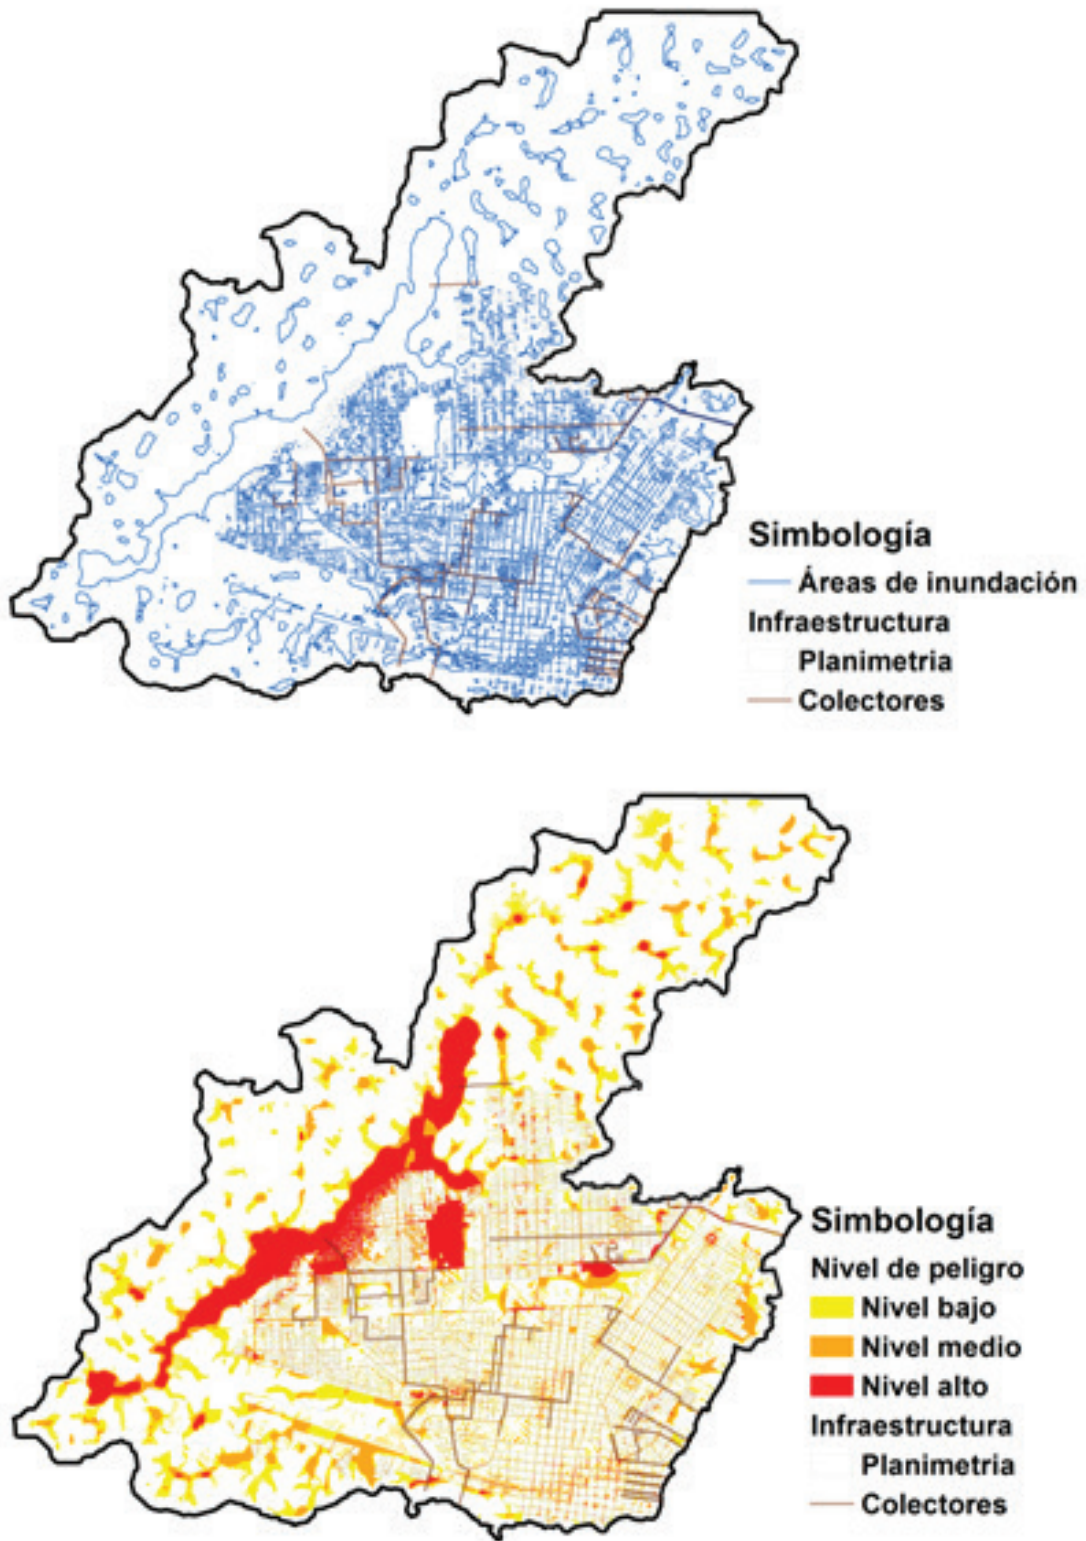 Simbología
Áreas de inundación
Infraestructura
Planimetria
Colectores
Simbología
Nivel de peligro
Nivel bajo
Nivel medio
Nivel alto
Infraestructura
Planimetria
Colectores